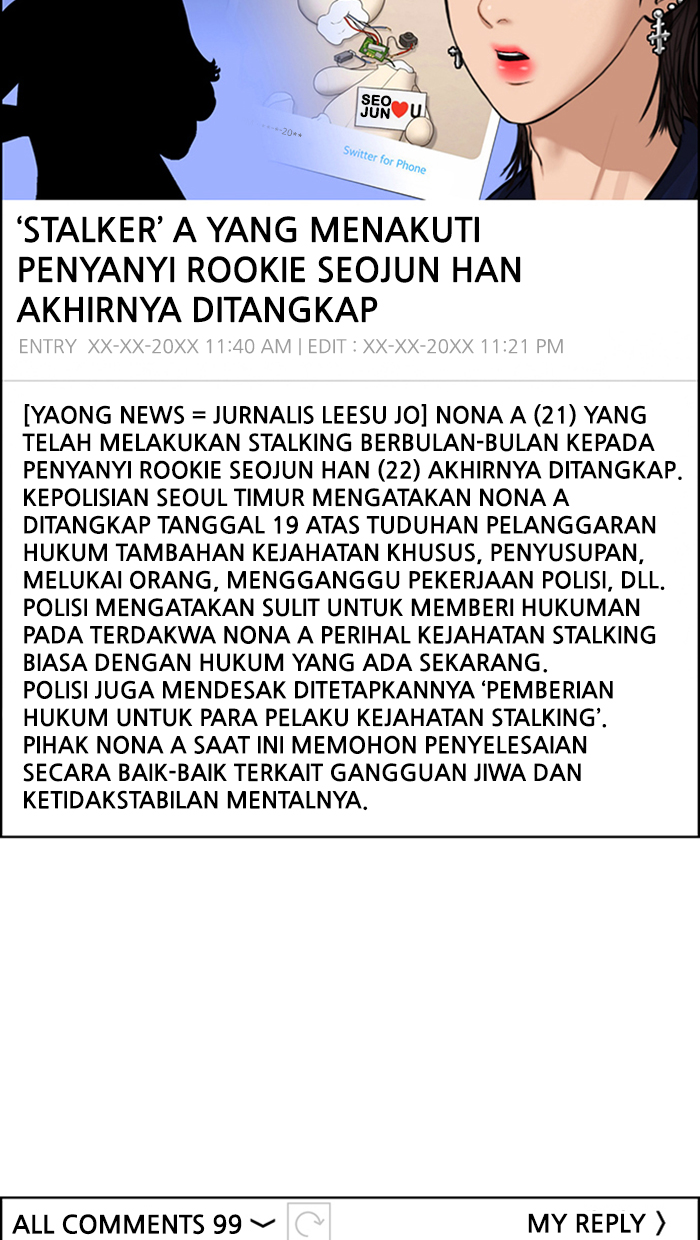 SEO
JUN♥U
-20**
Switter for Phone
‘STALKER’ A YANG MENAKUTI
PENYANYI ROOKIE SEOJUN HAN
AKHIRNYA DITANGKAP
ENTRY XX-XX-20XX 11:40 AM | EDIT : XX-XX-20XX 11:21 PM
[YAONG NEWS = JURNALIS LEESU JO] NONA A (21) YANG
TELAH MELAKUKAN STALKING BERBULAN-BULAN KEPADA
PENYANYI ROOKIE SEOJUN HAN (22) AKHIRNYA DITANGKAP.
KEPOLISIAN SEOUL TIMUR MENGATAKAN NONA A
DITANGKAP TANGGAL 19 ATAS TUDUHAN PELANGGARAN
HUKUM TAMBAHAN KEJAHATAN KHUSUS, PENYUSUPAN,
MELUKAI ORANG, MENGGANGGU PEKERJAAN POLISI, DLL.
POLISI MENGATAKAN SULIT UNTUK MEMBERI HUKUMAN
PADA TERDAKWA NONA A PERIHAL KEJAHATAN STALKING
BIASA DENGAN HUKUM YANG ADA SEKARANG.
POLISI JUGA MENDESAK DITETAPKANNYA ‘PEMBERIAN
HUKUM UNTUK PARA PELAKU KEJAHATAN STALKING’.
PIHAK NONA A SAAT INI MEMOHON PENYELESAIAN
SECARA BAIK-BAIK TERKAIT GANGGUAN JIWA DAN
KETIDAKSTABILAN MENTALNYA.
ALL COMMENTS 99
MY REPLY 〉